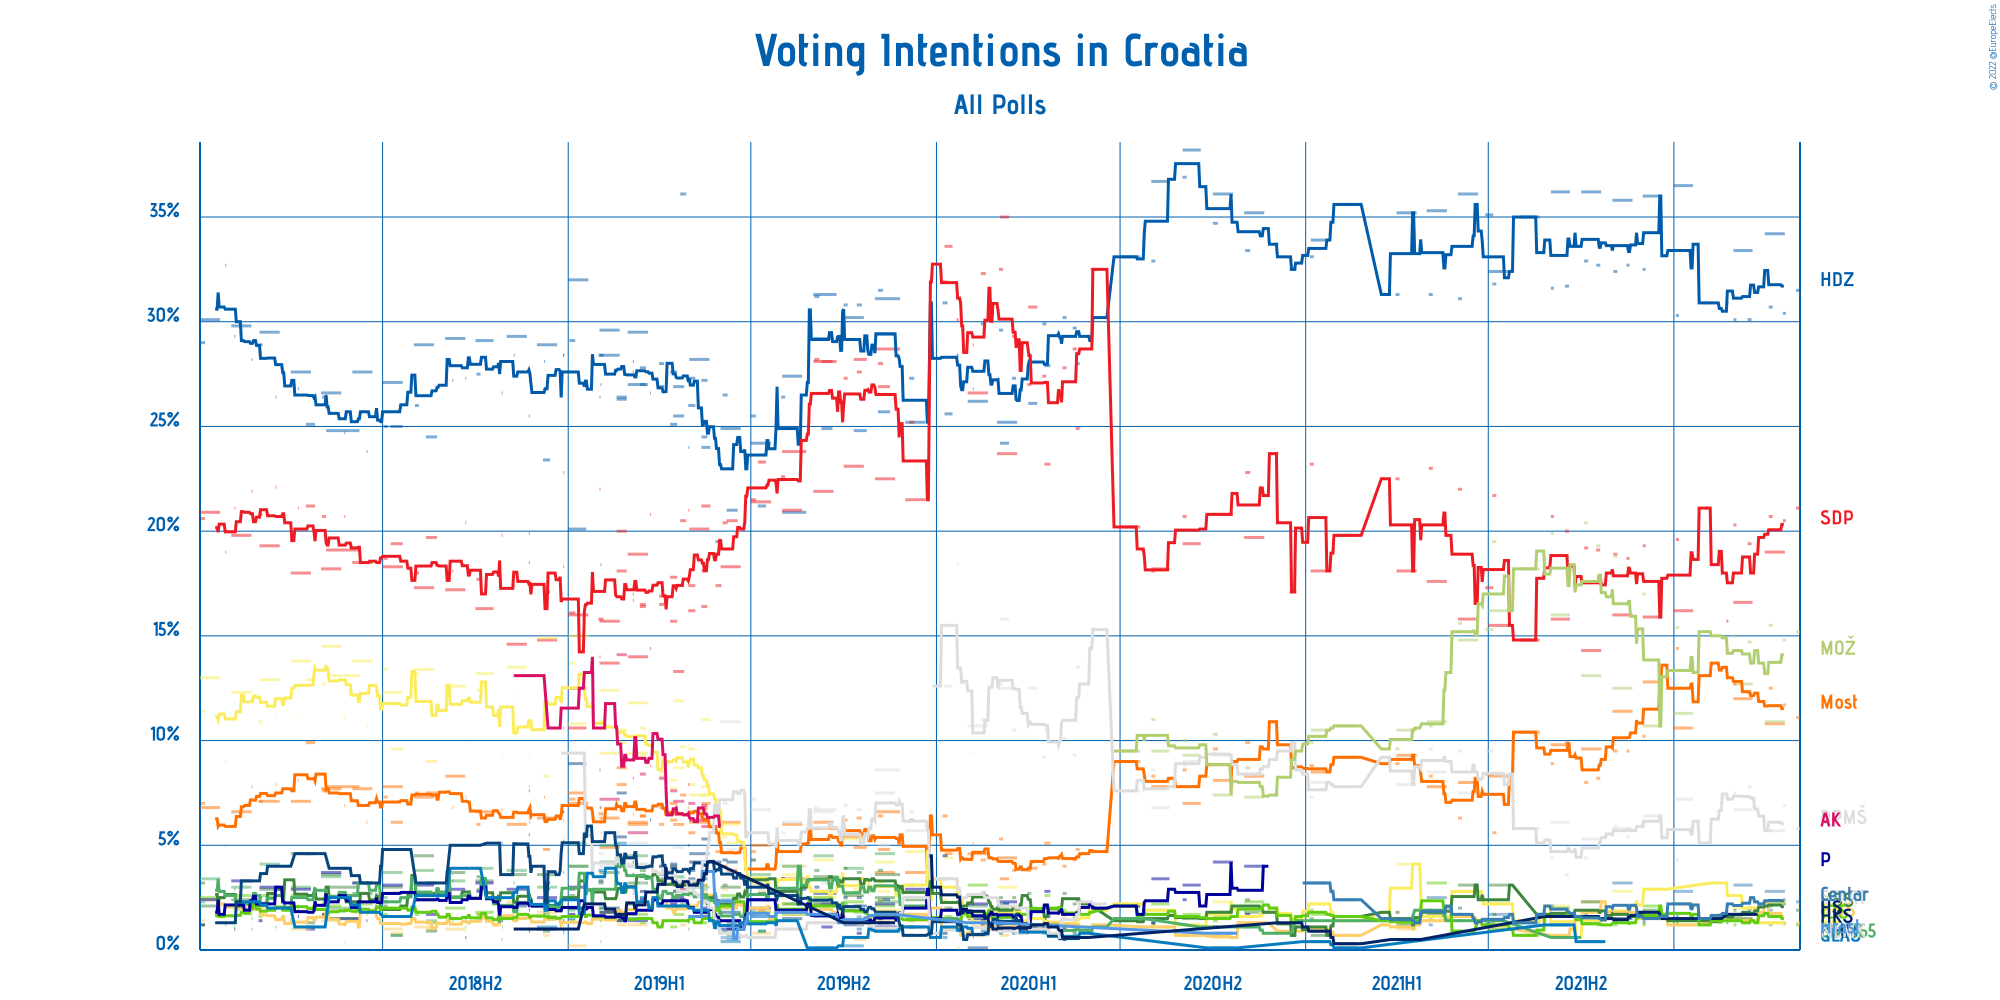 © 2022 @EuropeElects
Voting Intentions in Croatia
All Polls
35%
30%
25%
20%
15%
10%
5%
0%
HDZ
SDP
MOŽ
Most
AK
P
Centar
HRS
2018H2
2019H1
2019H2
2020H1
2020H2
2021H1
2021H2